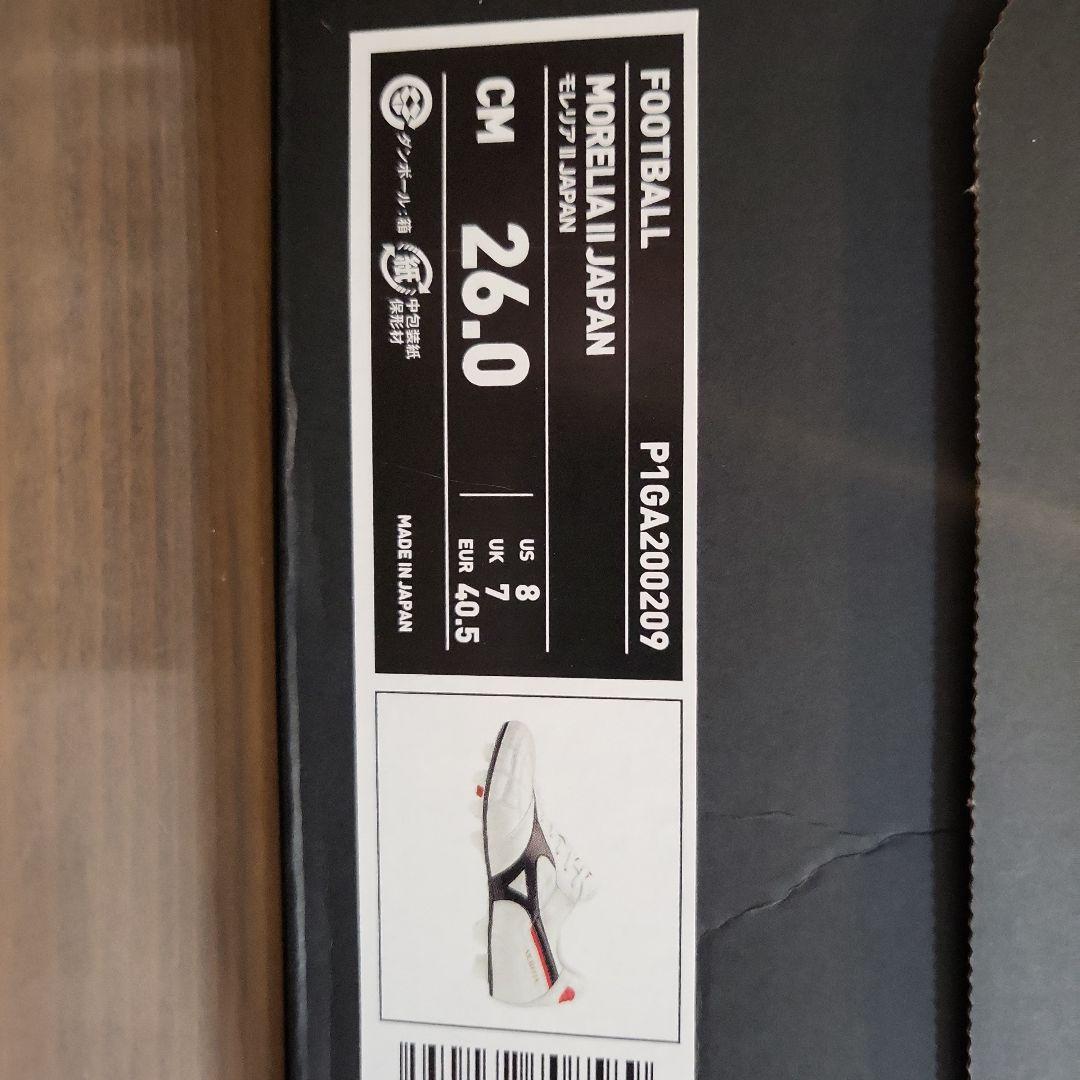 FOOTBALL P1GA200209
MORELIA II JAPAN
モレリア II JAPAN
CM 26.0
US 8
UK 7
EUR 40.5
ダンボール:箱
紙 中包装紙
保形材
MADE IN JAPAN